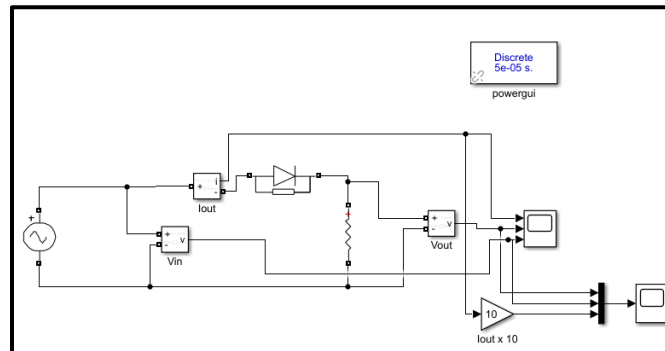 Discrete
5e-05 s.
powergui
+
i
-
Iout
+
+
-
v
Vin
+
+
-
v
Vout
10
Iout x 10